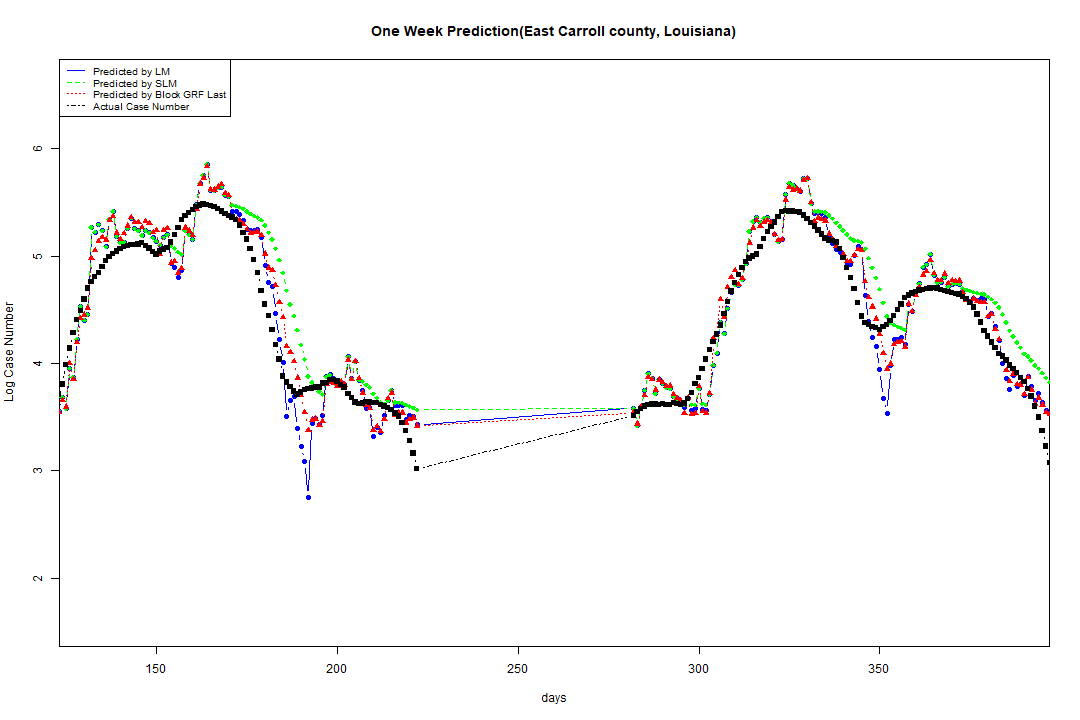 One Week Prediction(East Carroll county, Louisiana)
Predicted by LM
Predicted by SLM
Predicted by Block GRF Last
Actual Case Number
Log Case Number
6
5
4
3
2
150 200 250 300 350
days